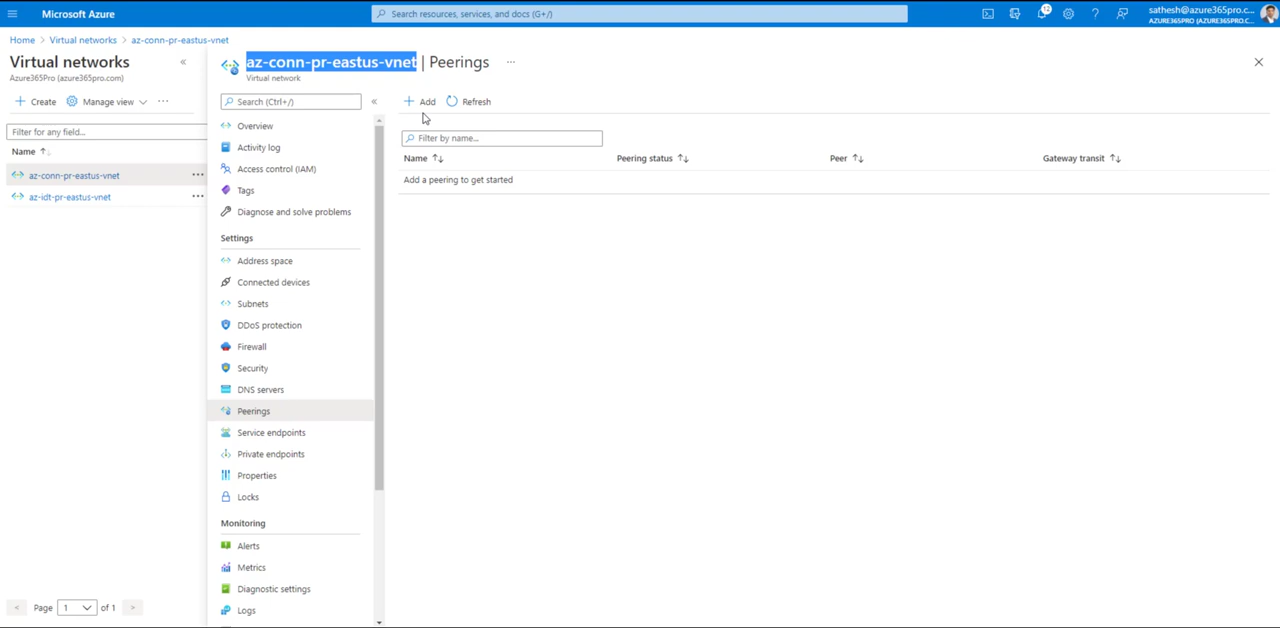 Microsoft Azure
Search resources, services, and docs (G+/)
12
sathesh@azure365pro.c...
AZURE365PRO (AZURE365PRO.C...
Home > Virtual networks > az-conn-pr-eastus-vnet
Virtual networks
Azure365Pro (azure365pro.com)
+ Create
Manage view
Filter for any field...
Name
az-conn-pr-eastus-vnet
az-idt-pr-eastus-vnet
Page 1 of 1
az-conn-pr-eastus-vnet | Peerings
Virtual network
Search (Ctrl+/)
Overview
Activity log
Access control (IAM)
Tags
Diagnose and solve problems
Settings
Address space
Connected devices
Subnets
DDoS protection
Firewall
Security
DNS servers
Peerings
Service endpoints
Private endpoints
Properties
Locks
Monitoring
Alerts
Metrics
Diagnostic settings
Logs
+ Add
Refresh
Filter by name...
Name Peering status Peer Gateway transit
Add a peering to get started